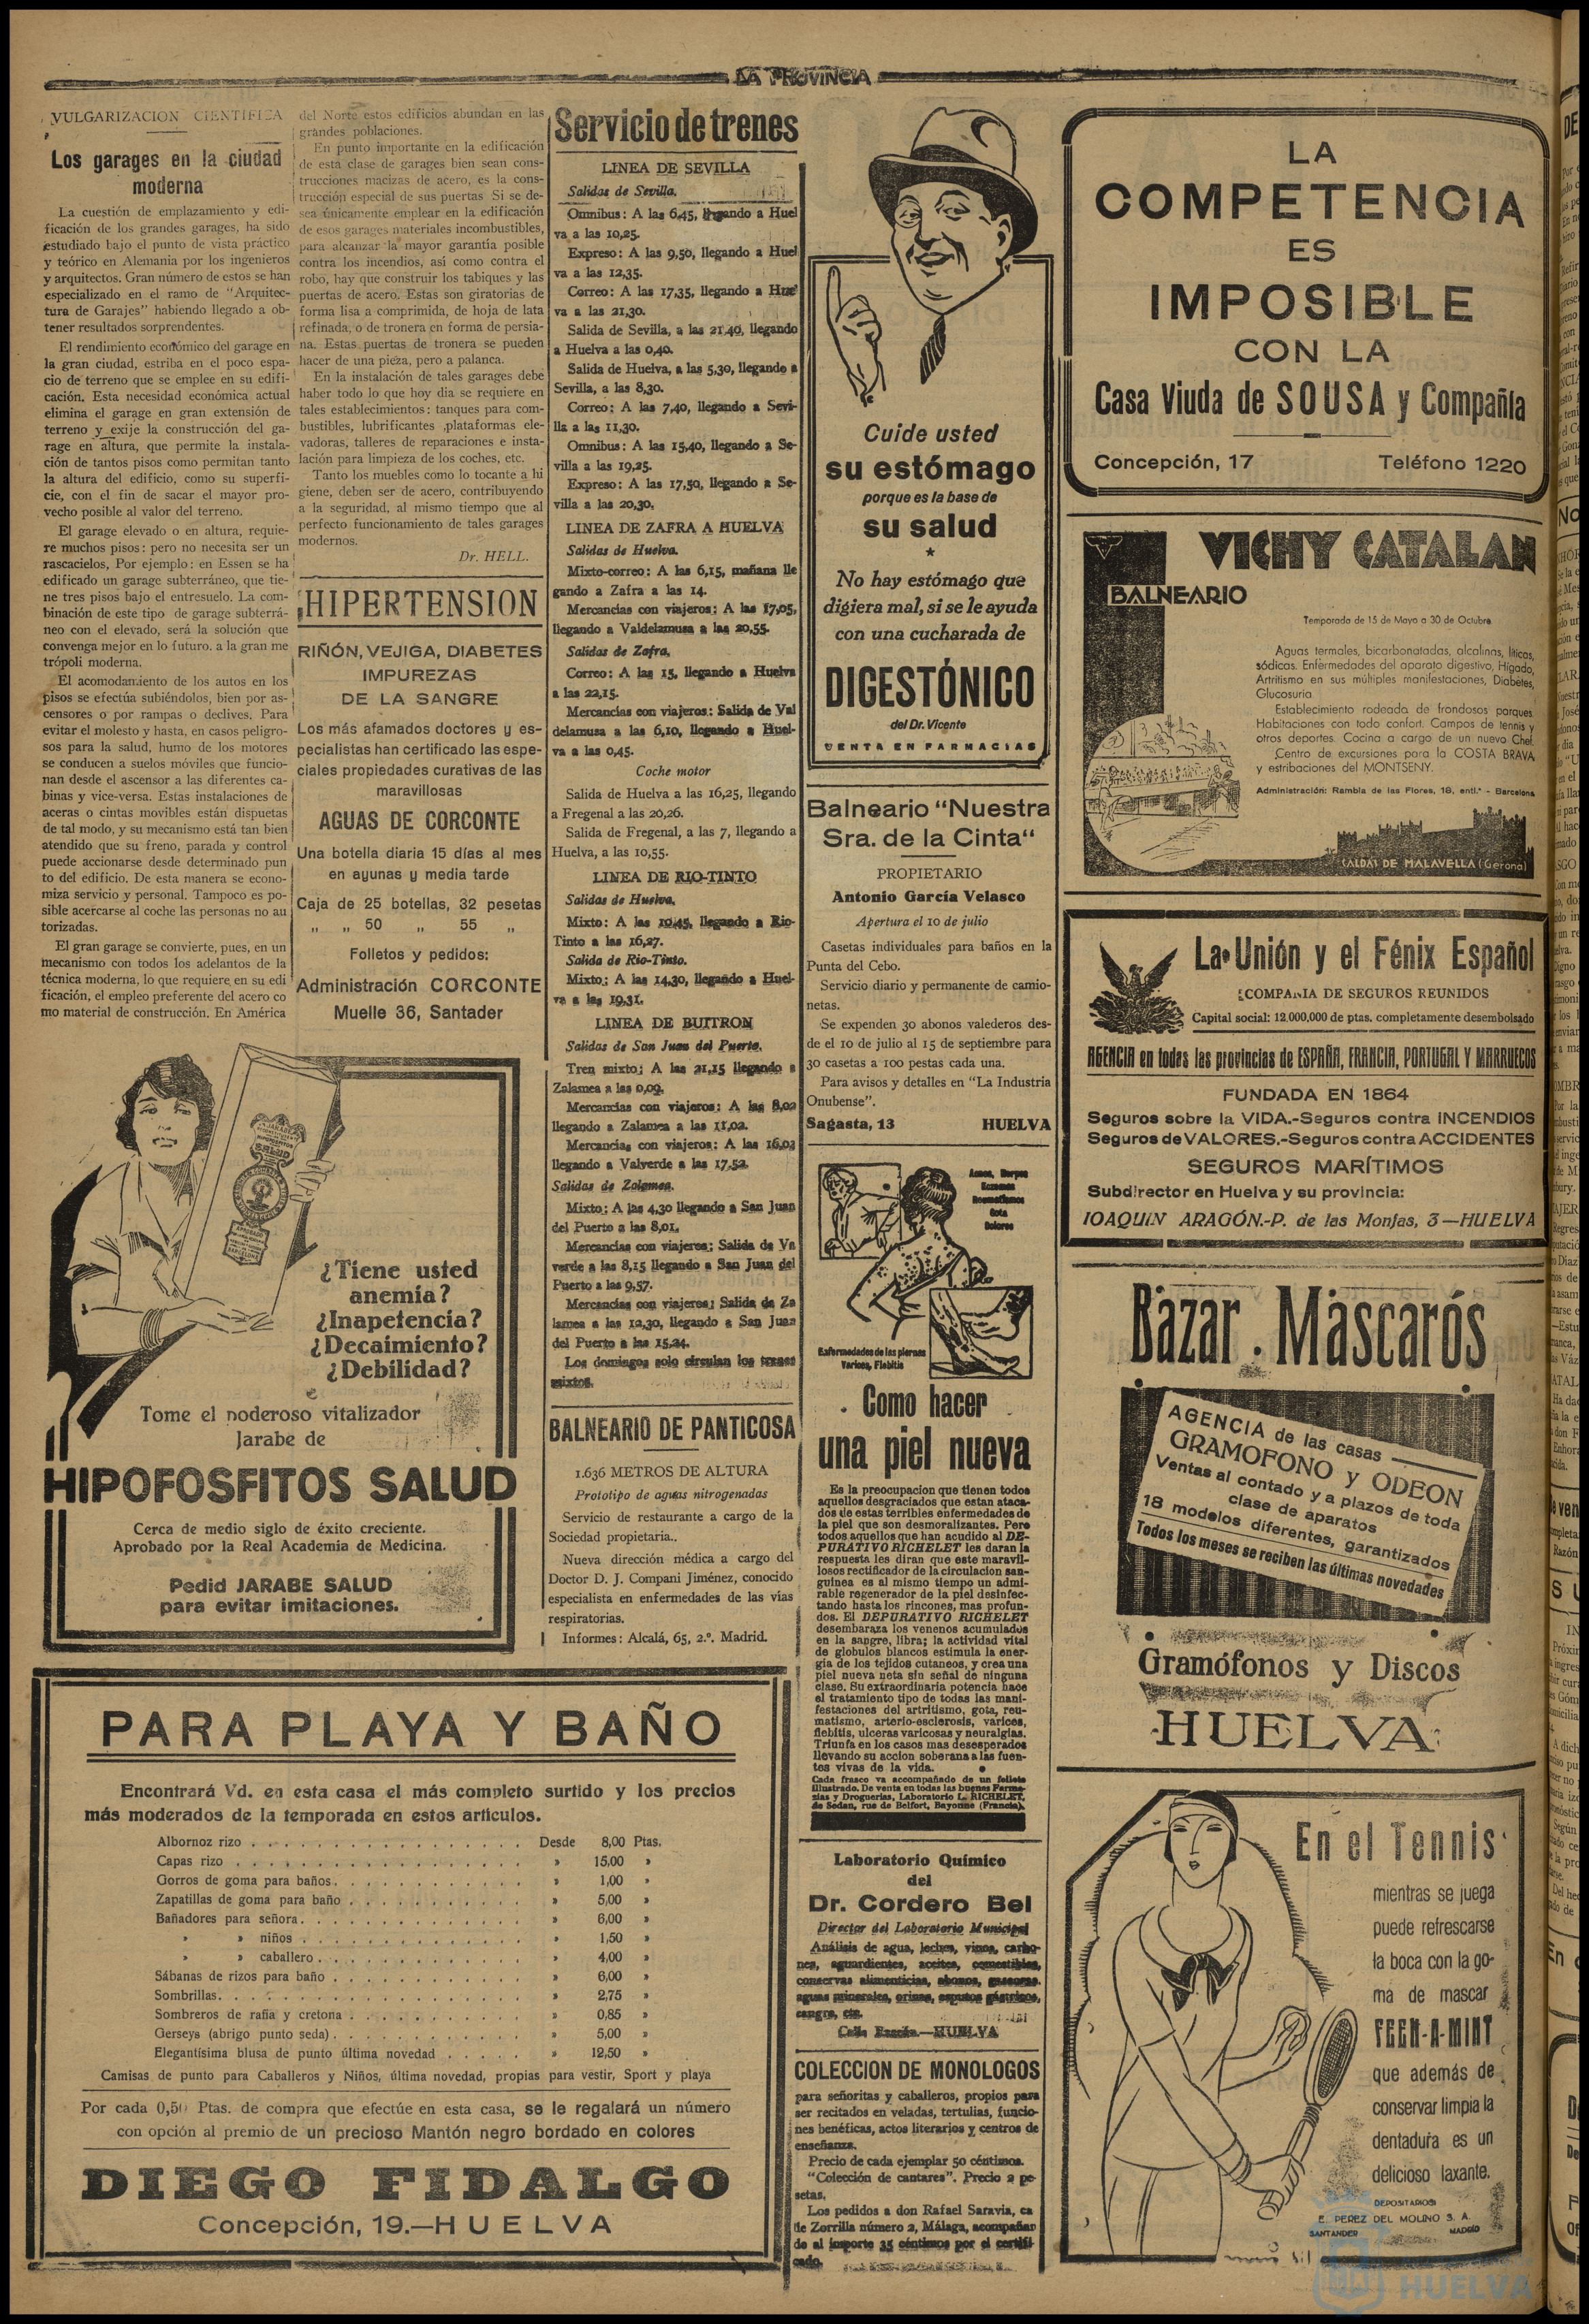 LA PROVINCIA
VULGARIZACION CIENTIFICA
Los garages en la ciudad
moderna
La cuestión de emplazamiento y edi-
ficación de los grandes garages, ha sido
estudiado bajo el punto de vista práctico
y teórico en Alemania por los ingenieros
y arquitectos. Gran número de estos se han
especializado en el ramo de "Arquitec-
tura de Garajes" habiendo llegado a ob-
tener resultados sorprendentes.
El rendimiento económico del garage en
la gran ciudad, estriba en el poco espa-
cio de terreno que se emplee en su edifi-
cación. Esta necesidad económica actual
elimina el garage en gran extensión de
terreno y exije la construcción del ga-
rage en altura, que permite la instala-
ción de tantos pisos como permitan tanto
la altura del edificio, como su superfi-
cie, con el fin de sacar el mayor pro-
vecho posible al valor del terreno.
El garage elevado o en altura, requie-
re muchos pisos: pero no necesita ser un
rascacielos, Por ejemplo: en Essen se ha
edificado un garage subterráneo, que tie-
ne tres pisos bajo el entresuelo. La com-
binación de este tipo de garage subterrá-
neo con el elevado, será la solución que
convenga mejor en lo futuro. a la gran me
trópoli moderna.
El acomodamiento de los autos en los
pisos se efectúa subiéndolos, bien por as-
censores o por rampas o declives. Para
evitar el molesto y hasta, en casos peligro-
sos para la salud, humo de los motores
se conducen a suelos móviles que funcio-
nan desde el ascensor a las diferentes ca-
binas y vice-versa. Estas instalaciones de
aceras o cintas movibles están dispuetas
de tal modo, y su mecanismo está tan bien
atendido que su freno, parada y control
puede accionarse desde determinado pun
to del edificio. De esta manera se econo-
miza servicio y personal. Tampoco es po-
sible acercarse al coche las personas no au
torizadas.
El gran garage se convierte, pues, en un
mecanismo con todos los adelantos de la
técnica moderna, lo que requiere en su edi
ficación, el empleo preferente del acero co
mo material de construcción. En América
del Norte estos edificios abundan en las
grandes poblaciones.
En punto importante en la edificación
de esta clase de garages bien sean cons-
trucciones macizas de acero, es la cons-
trucción especial de sus puertas Si se de-
sea únicamente emplear en la edificación
de esos garages materiales incombustibles,
para alcanzar la mayor garantía posible
contra los incendios, así como contra el
robo, hay que construir los tabiques y las
puertas de acero. Estas son giratorias de
forma lisa a comprimida, de hoja de lata
refinada, o de tronera en forma de persia-
na. Estas puertas de tronera se pueden
hacer de una pieza, pero a palanca.
En la instalación de tales garages debe
haber todo lo que hoy dia se requiere en
tales establecimientos: tanques para com-
bustibles, lubrificantes ,plataformas ele-
vadoras, talleres de reparaciones e insta-
lación para limpieza de los coches, etc.
Tanto los muebles como lo tocante a hi
giene, deben ser de acero, contribuyendo
a la seguridad, al mismo tiempo que al
perfecto funcionamiento de tales garages
modernos.
Dr. HELL.
HIPERTENSION
RIÑÓN, VEJIGA, DIABETES
IMPUREZAS
DE LA SANGRE
Los más afamados doctores y es-
pecialistas han certificado las espe-
ciales propiedades curativas de las
maravillosas
AGUAS DE CORCONTE
Una botella diaria 15 días al mes
en ayunas y media tarde
Caja de 25 botellas, 32 pesetas
„ „ 50 „ 55 „
Folletos y pedidos:
Administración CORCONTE
Muelle 36, Santader
¿Tiene usted
anemia?
¿Inapetencia?
¿Decaimiento?
¿Debilidad?
Tome el poderoso vitalizador
Jarabe de
HIPOFOSFITOS SALUD
Cerca de medio siglo de éxito creciente.
Aprobado por la Real Academia de Medicina.
Pedid JARABE SALUD
para evitar imitaciones.
Servicio de trenes
LINEA DE SEVILLA
Salidas de Sevilla.
Omnibus: A las 6,45, llegando a Huel
va a las 10,25.
Expreso: A las 9,50, llegando a Huel
va a las 12,35.
Correo: A las 17,35, llegando a Hue
va a las 21,30.
Salida de Sevilla, a las 21,40, llegando
a Huelva a las 0,40.
Salida de Huelva, a las 5,30, llegando a
Sevilla, a las 8,30.
Correo: A las 7,40, llegando a Sevi-
lla a las 11,30.
Omnibus: A las 15,40, llegando a Se-
villa a las 19,25.
Expreso: A las 17,50, llegando a Se-
villa a las 20,30.
LINEA DE ZAFRA A HUELVA
Salidas de Huelva.
Mixto-correo: A las 6,15, mañana lle
gando a Zafra a las 14.
Mercancias con viajeros: A las 17,05,
llegando a Valdelamusa a las 20,55.
Salidas de Zafra.
Correo: A las 15, llegando a Huelva
a las 22,15.
Mercancías con viajeros: Salida de Val
delamusa a las 6,10, llegando a Huel-
va a las 0,45.
Coche motor
Salida de Huelva a las 16,25, llegando
a Fregenal a las 20,26.
Salida de Fregenal, a las 7, llegando a
Huelva, a las 10,55.
LINEA DE RIO-TINTO
Salidas de Huelva.
Mixto: A las 10,45, llegando a Rio-
Tinto a las 16,27.
Salida de Rio-Tinto.
Mixto: A las 14,30, llegando a Huel-
va a las 19,31.
LINEA DE BUITRON
Salidas de San Juan del Puerto.
Tren mixto: A las 21,15 llegando a
Zalamea a las 0,09.
Mercancias con viajeros: A las 8,02
llegando a Zalamea a las 11,02.
Mercancias con viajeros: A las 16,02
llegando a Valverde a las 17,52.
Salidas de Zalamea.
Mixto: A las 4,30 llegando a San Juan
del Puerto a las 8,01.
Mercancías con viajeros: Salida de Va
verde a las 8,15 llegando a San Juan del
Puerto a las 9,57.
Mercancías con viajeros: Salida de Za
lamea a las 12,30, llegando a San Juan
del Puerto a las 15,24.
Los domingos solo circulan los trenes
mixtos.
BALNEARIO DE PANTICOSA
1.636 METROS DE ALTURA
Prototipo de aguas nitrogenadas
Servicio de restaurante a cargo de la
Sociedad propietaria..
Nueva dirección médica a cargo del
Doctor D. J. Compani Jiménez, conocido
especialista en enfermedades de las vías
respiratorias.
Informes: Alcalá, 65, 2.º, Madrid.
PARA PLAYA Y BAÑO
Encontrará Vd. en esta casa el más completo surtido y los precios
más moderados de la temporada en estos artículos.
Albornoz rizo Desde 8,00 Ptas.
Capas rizo » 15,00 »
Gorros de goma para baños » 1,00 »
Zapatillas de goma para baño » 5,00 »
Bañadores para señora » 6,00 »
» » niños » 1,50 »
» » caballero » 4,00 »
Sábanas de rizos para baño » 6,00 »
Sombrillas » 2,75 »
Sombreros de rafia y cretona » 0,85 »
Gerseys (abrigo punto seda) » 5,00 »
Elegantísima blusa de punto última novedad » 12,50 »
Camisas de punto para Caballeros y Niños, última novedad, propias para vestir, Sport y playa
Por cada 0,50 Ptas. de compra que efectúe en esta casa, se le regalará un número
con opción al premio de un precioso Mantón negro bordado en colores
DIEGO FIDALGO
Concepción, 19.—HUELVA
Cuide usted
su estómago
porque es la base de
su salud
No hay estómago que
digiera mal, si se le ayuda
con una cucharada de
DIGESTÓNICO
del Dr. Vicente
VENTA EN FARMACIAS
Balneario "Nuestra
Sra. de la Cinta"
PROPIETARIO
Antonio García Velasco
Apertura el 10 de julio
Casetas individuales para baños en la
Punta del Cebo.
Servicio diario y permanente de camio-
netas.
Se expenden 30 abonos valederos des-
de el 10 de julio al 15 de septiembre para
30 casetas a 100 pestas cada una.
Para avisos y detalles en "La Industria
Onubense".
Sagasta, 13 HUELVA
Acnes, Herpes
Eczemas
Reumatismos
Gota
Dolores
Enfermedades de las piernas
Varices, Flebitis
Como hacer
una piel nueva
Es la preocupacion que tienen todos
aquellos desgraciados que estan ataca-
dos de estas terribles enfermedades de
la piel que son desmoralizantes. Pero
todos aquellos que han acudido al DE-
PURATIVO RICHELET les daran la
respuesta les diran que este maravil-
losos rectificador de la circulacion san-
guinea es al mismo tiempo un admi-
rable regenerador de la piel desinfec-
tando hasta los rincones, mas profun-
dos. El DEPURATIVO RICHELET
desembaraza los venenos acumulados
en la sangre, libra; la actividad vital
de globulos blancos estimula la ener-
gia de los tejidos cutaneos, y crea una
piel nueva neta sin señal de ninguna
clase. Su extraordinaria potencia hace
el tratamiento tipo de todas las mani-
festaciones del artritismo, gota, reu-
matismo, arterio-esclerosis, varices,
flebitis, ulceras varicosas y neuralgias.
Triunfa en los casos mas desesperados
llevando su accion soberana a las fuen-
tes vivas de la vida.
Cada frasco va accompañado de un folleto
illustrado. De venta en todas las buenas Farma-
cias y Droguerias, Laboratorio L. RICHELET,
de Sedan, rue de Belfort, Bayonne (Francia).
Laboratorio Químico
del
Dr. Cordero Bel
Director del Laboratorio Municipal
Análisis de agua, leches, vinos, carbo-
nes, aguardientes, aceites, comestibles,
conservas alimenticias, abonos, gaseosas,
aguas minerales, orinas, esputos gástricos,
sangre, etc.
HUELVA
COLECCION DE MONOLOGOS
para señoritas y caballeros, propios para
ser recitados en veladas, tertulias, funcio-
nes benéficas, actos literarios y centros de
enseñanza.
Precio de cada ejemplar 50 céntimos.
"Colección de cantares". Precio 2 pe-
setas.
Los pedidos a don Rafael Saravia, ca
lle Zorrilla número 2, Málaga, acompañan
do al importe 35 céntimos por el certifi
cado.
LA
COMPETENCIA
ES
IMPOSIBLE
CON LA
Casa Viuda de SOUSA y Compañía
Concepción, 17 Teléfono 1220
VICHY CATALAN
BALNEARIO
Temporada de 15 de Mayo a 30 de Octubre
Aguas termales, bicarbonatadas, alcalinas, líticas,
sódicas. Enfermedades del aparato digestivo, Hígado,
Artritismo en sus múltiples manifestaciones, Diabetes,
Glucosuria
Establecimiento rodeado de frondosos parques.
Habitaciones con todo confort. Campos de tennis y
otros deportes. Cocina a cargo de un nuevo Chef.
Centro de excursiones para la COSTA BRAVA
y estribaciones del MONTSENY.
Administración: Rambla de las Flores, 18, entl.º - Barcelona
CALDAS DE MALAVELLA (Gerona)
La Unión y el Fénix Español
COMPAÑIA DE SEGUROS REUNIDOS
Capital social: 12.000,000 de ptas. completamente desembolsado
AGENCIA en todas las provincias de ESPAÑA, FRANCIA, PORTUGAL Y MARRUECOS
FUNDADA EN 1864
Seguros sobre la VIDA.-Seguros contra INCENDIOS
Seguros de VALORES.-Seguros contra ACCIDENTES
SEGUROS MARÍTIMOS
Subdirector en Huelva y su provincia:
JOAQUIN ARAGÓN.-P. de las Monjas, 3—HUELVA
Bazar . Mascarós
AGENCIA de las casas
GRAMOFONO y ODEON
Ventas al contado y a plazos de toda
clase de aparatos
18 modelos diferentes, garantizados
Todos los meses se reciben las últimas novedades
Gramófonos y Discos
HUELVA
En el Tennis
mientras se juega
puede refrescarse
la boca con la go-
ma de mascar
FEEN-A-MINT
que además de
conservar limpia la
dentadura es un
delicioso laxante.
DEPOSITARIOS
E. PEREZ DEL MOLINO S. A.
SANTANDER MADRID
HUELVA